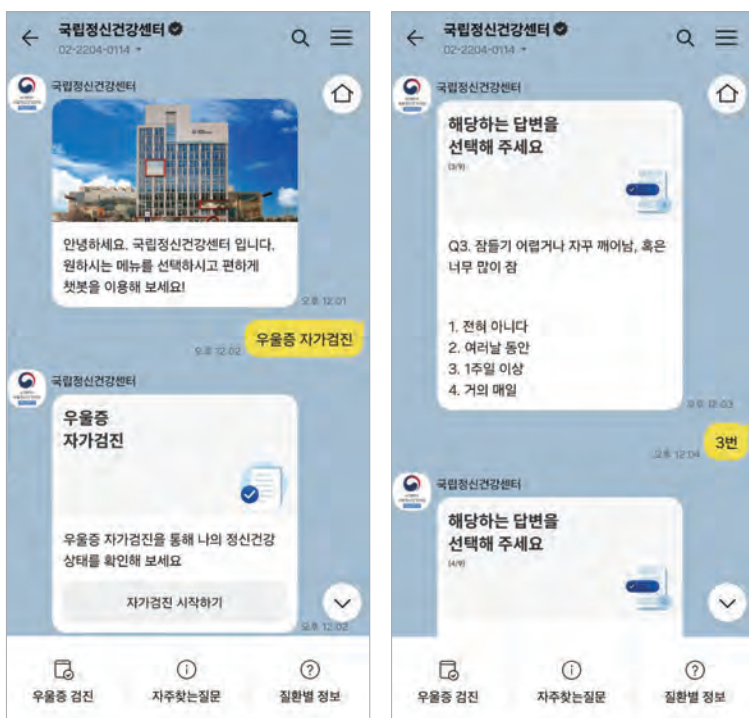 국립정신건강센터
02-2204-0114
국립정신건강센터
안녕하세요. 국립정신건강센터 입니다.
원하시는 메뉴를 선택하시고 편하게
챗봇을 이용해 보세요!
오후 12:01
우울증 자가검진
오후 12:02
국립정신건강센터
우울증
자가검진
우울증 자가검진을 통해 나의 정신건강
상태를 확인해 보세요
자가검진 시작하기
오후 12:02
우울증 검진
자주찾는질문
질환별 정보
국립정신건강센터
02-2204-0114
국립정신건강센터
해당하는 답변을
선택해 주세요
(3/9)
Q3. 잠들기 어렵거나 자꾸 깨어남, 혹은
너무 많이 잠
1. 전혀 아니다
2. 여러날 동안
3. 1주일 이상
4. 거의 매일
오후 12:03
3번
오후 12:04
국립정신건강센터
해당하는 답변을
선택해 주세요
(4/9)
우울증 검진
자주찾는질문
질환별 정보